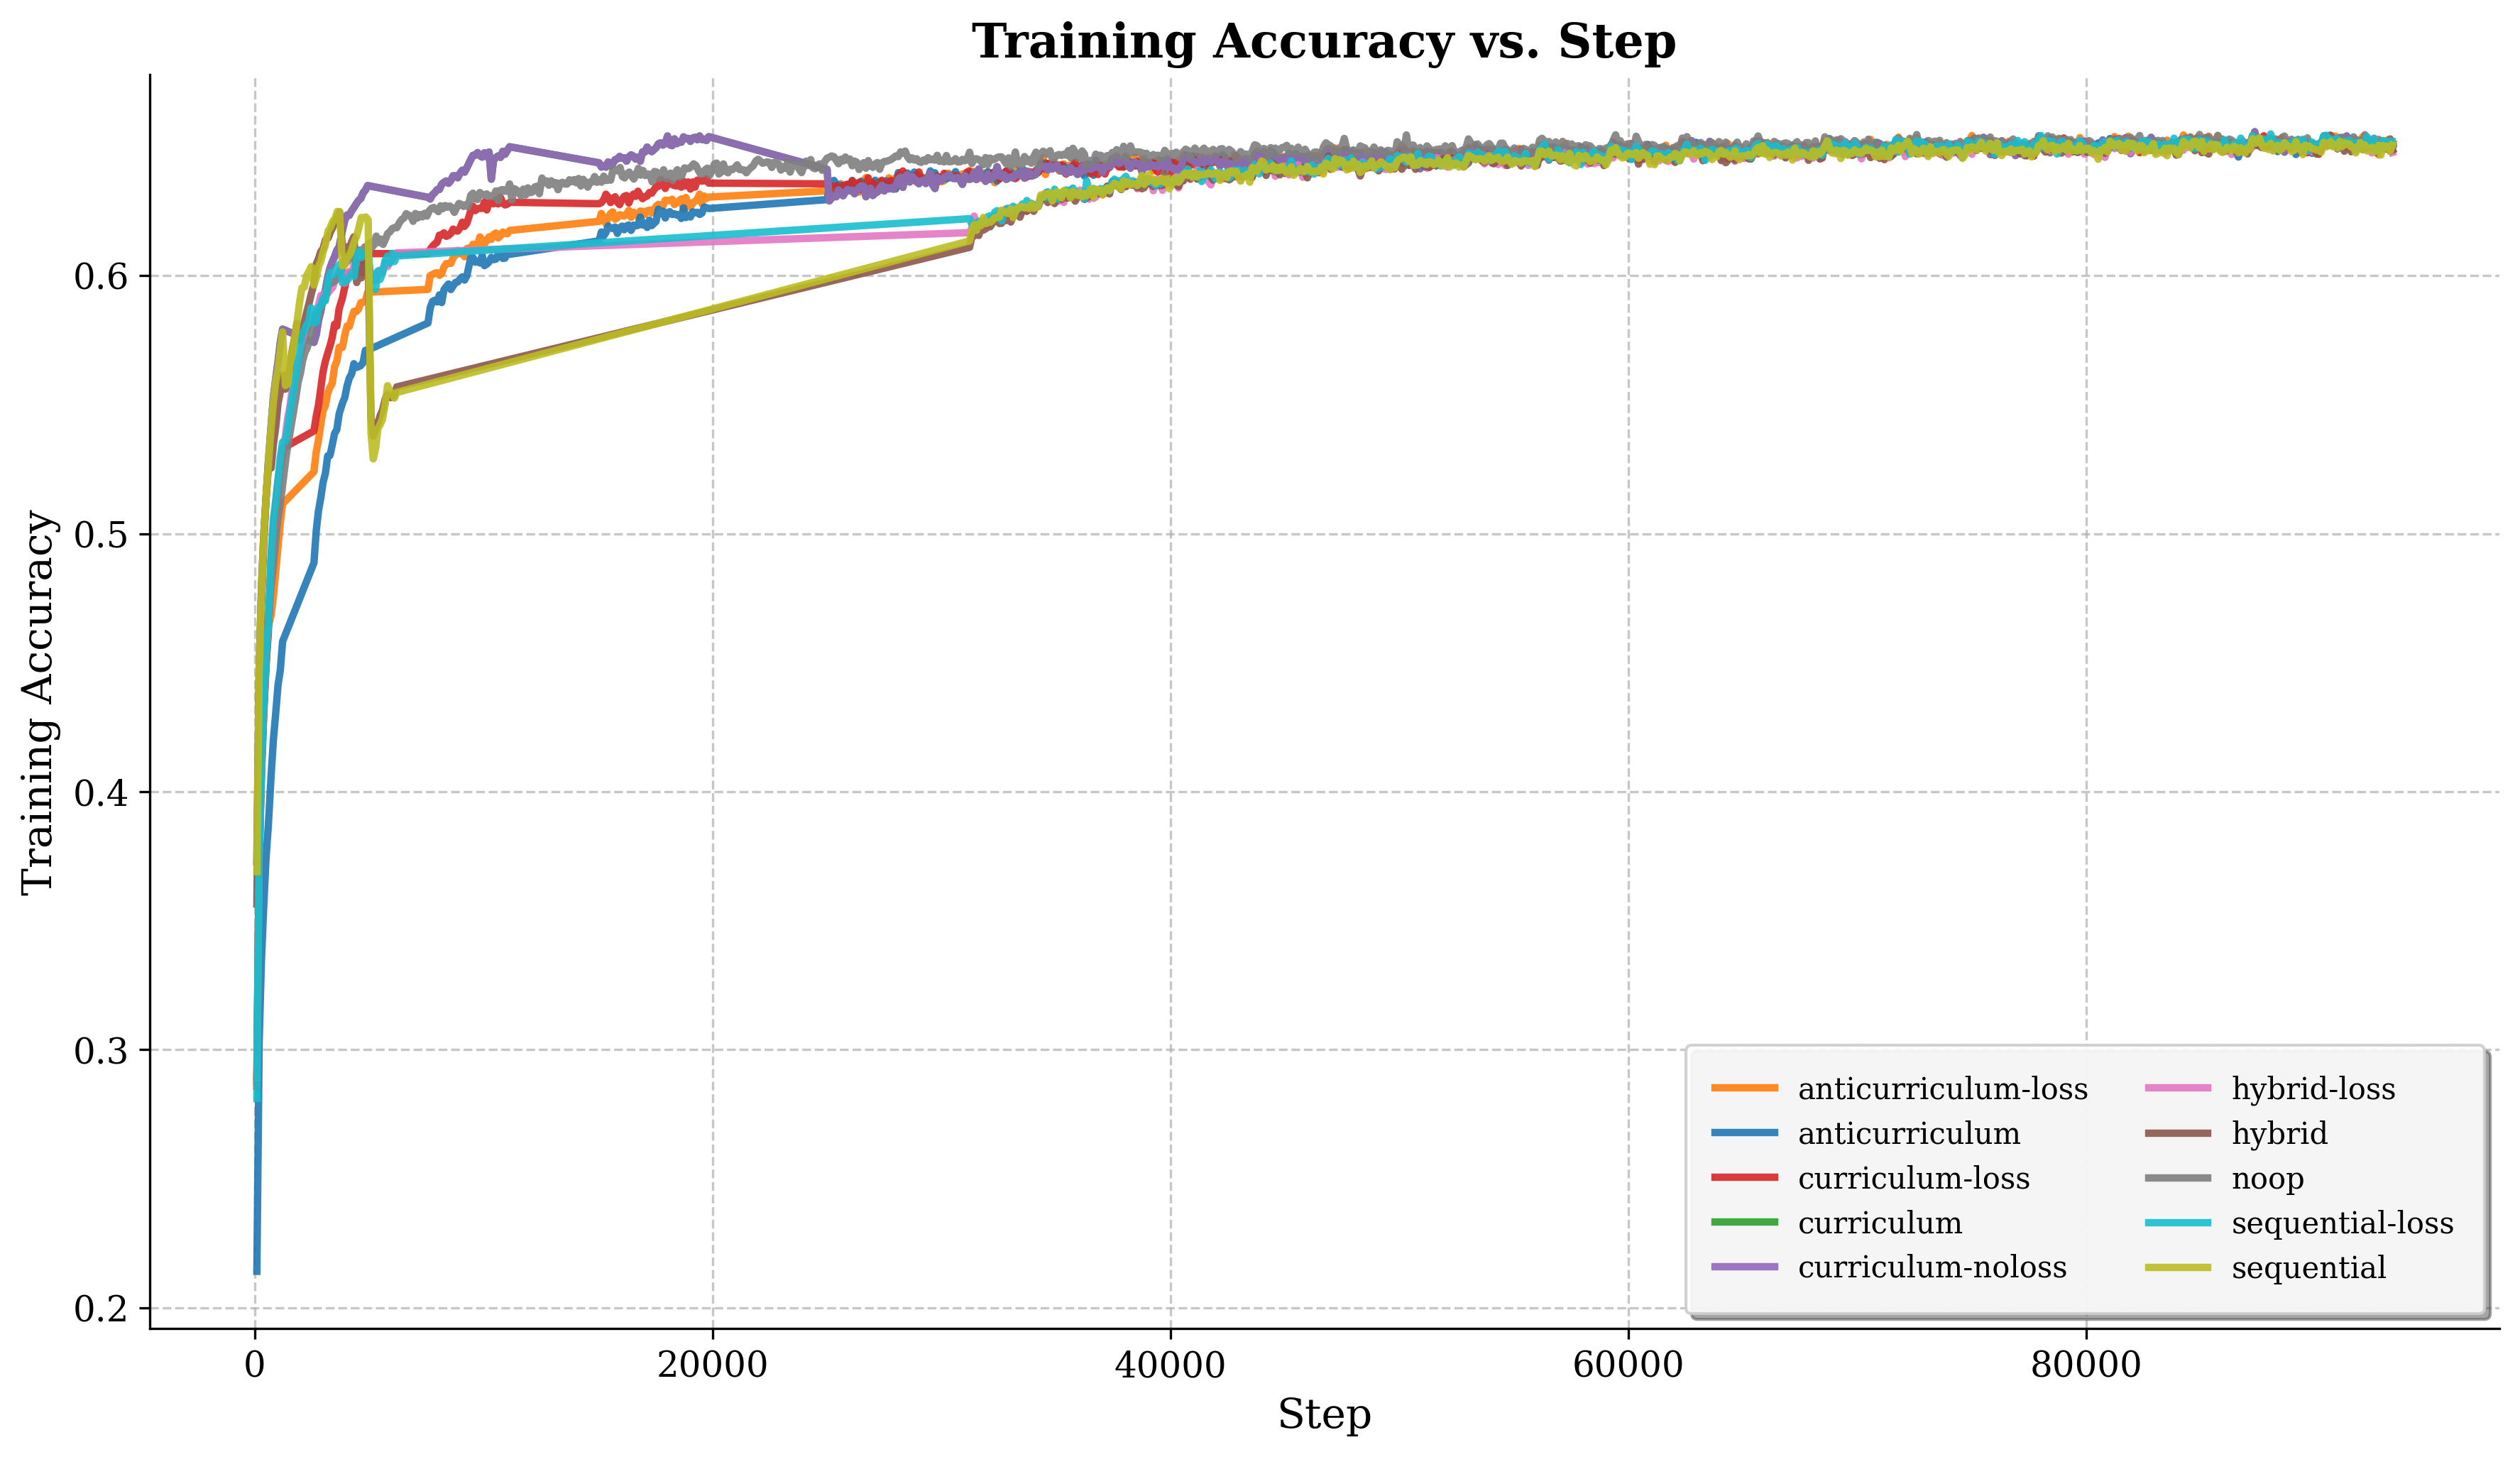 Training Accuracy vs. Step
Training Accuracy
0.6
0.5
0.4
0.3
0.2
0
20000
40000
60000
80000
Step
anticurriculum-loss
anticurriculum
curriculum-loss
curriculum
curriculum-noloss
hybrid-loss
hybrid
noop
sequential-loss
sequential